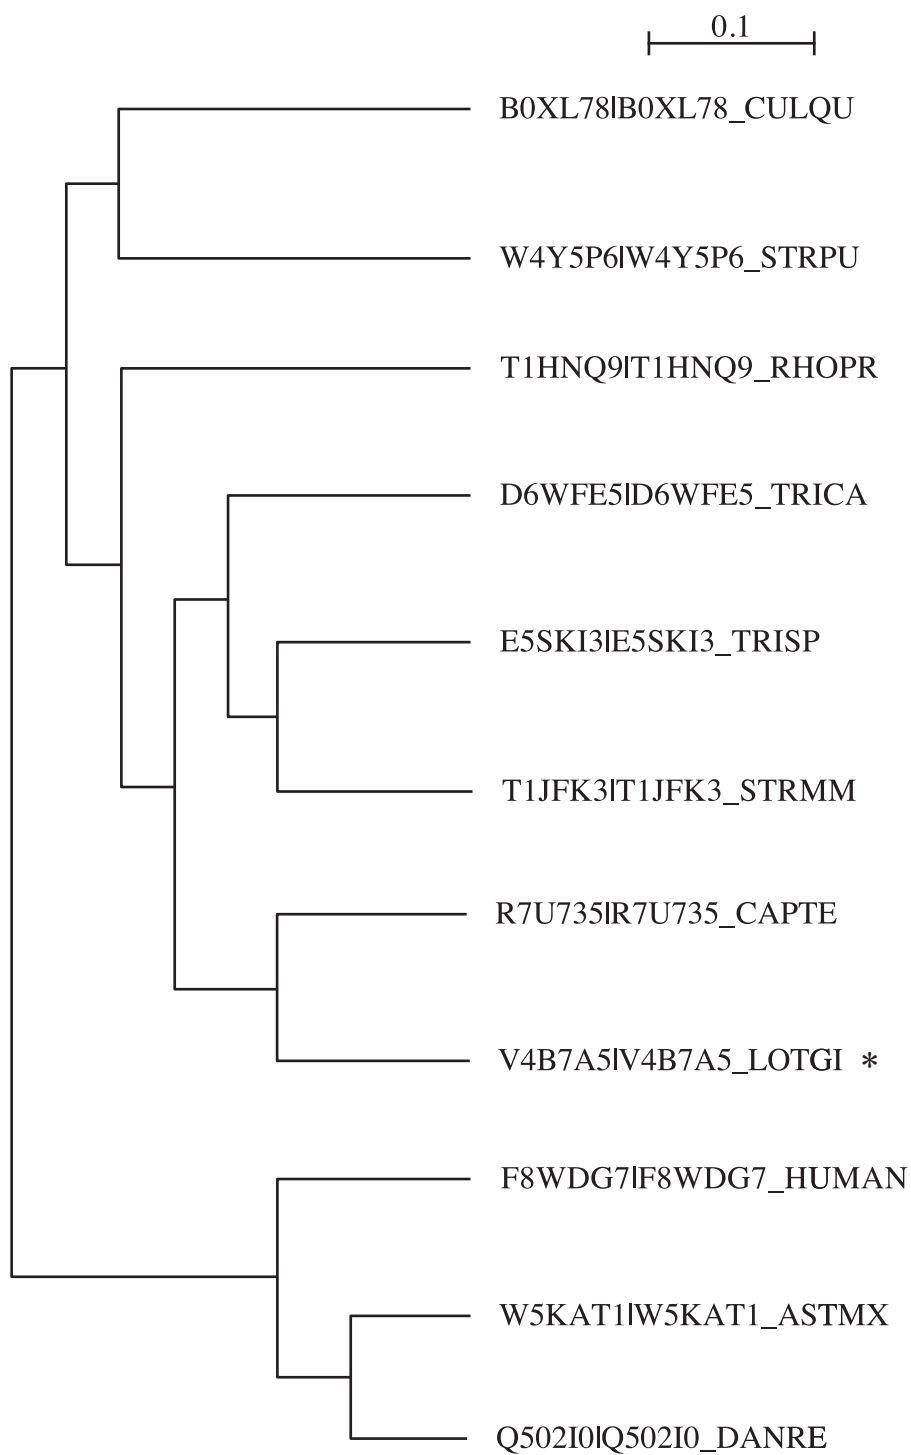 0.1
B0XL78|B0XL78_CULQU
W4Y5P6|W4Y5P6_STRPU
T1HNQ9|T1HNQ9_RHOPR
D6WFE5|D6WFE5_TRICA
E5SKI3|E5SKI3_TRISP
T1JFK3|T1JFK3_STRMM
R7U735|R7U735_CAPTE
V4B7A5|V4B7A5_LOTGI *
F8WDG7|F8WDG7_HUMAN
W5KAT1|W5KAT1_ASTMX
Q502I0|Q502I0_DANRE